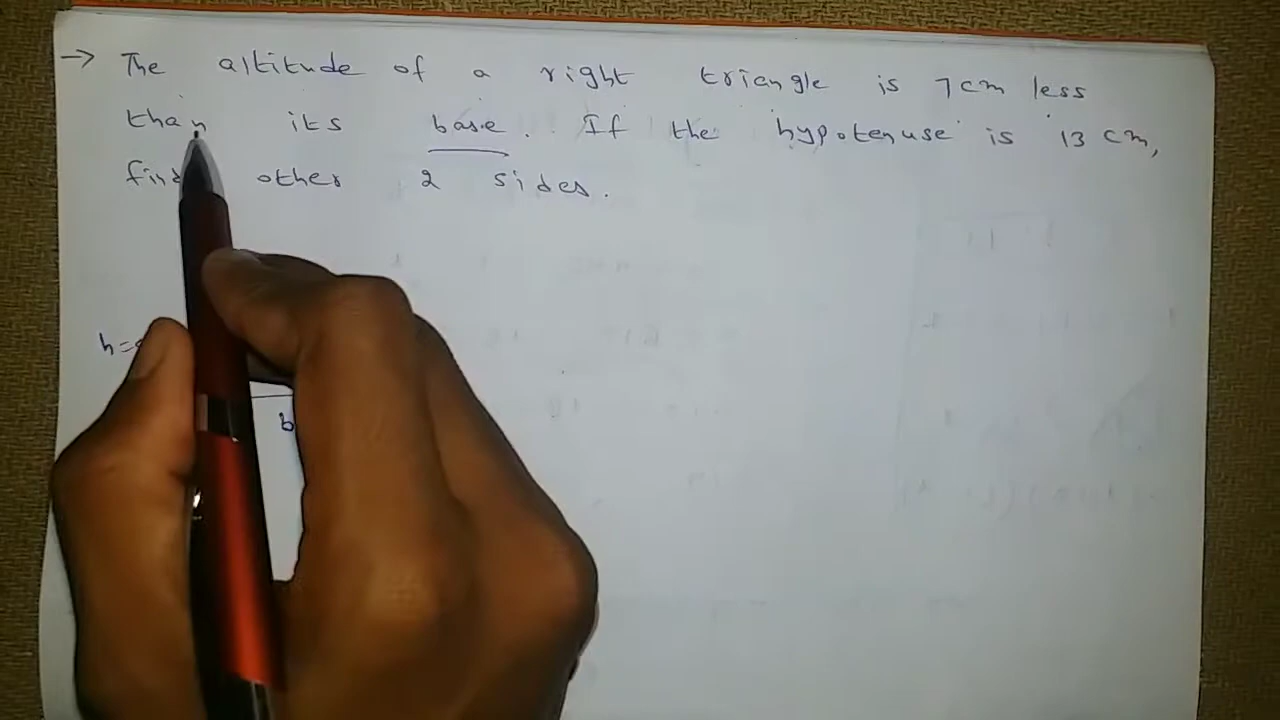 → The altitude of a right triangle is 7cm less
than its base. If the hypotenuse is 13 cm,
find other 2 sides.
h=
b